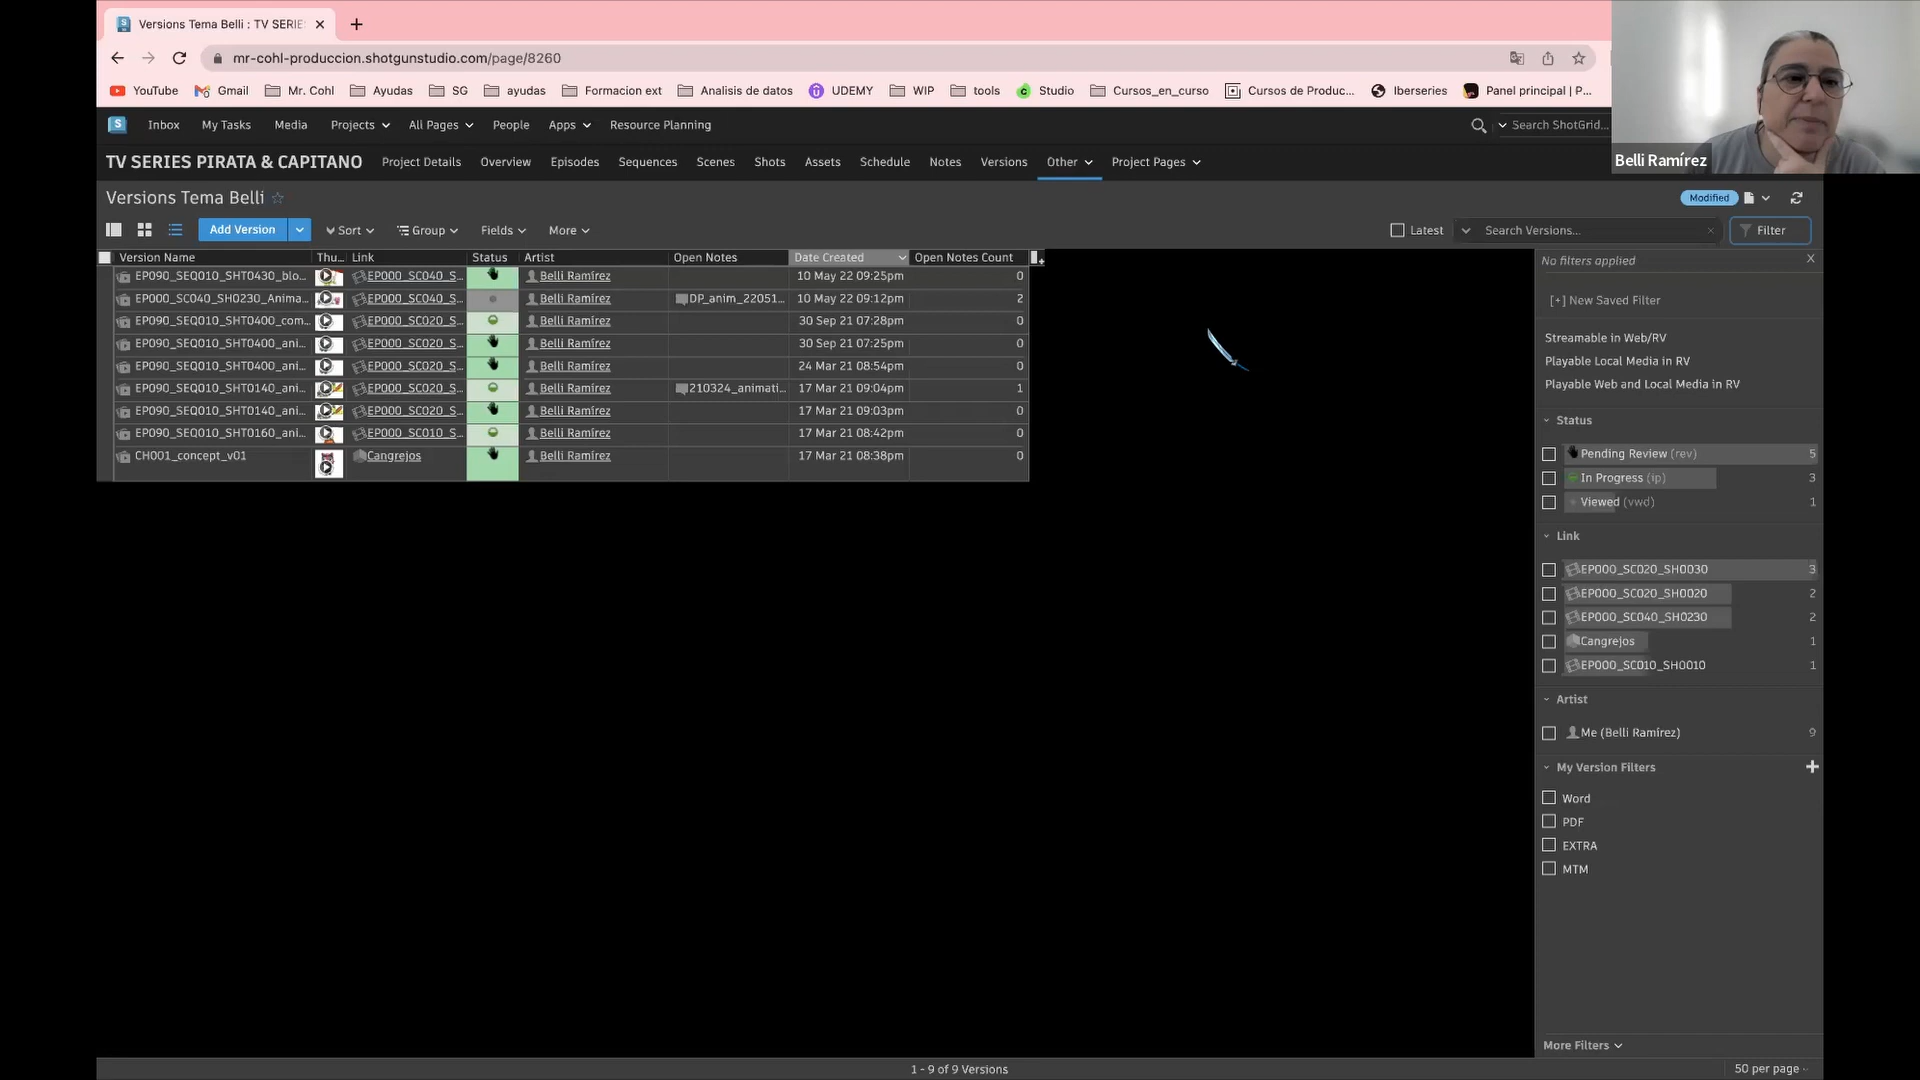 Versions Tema Belli : TV SERIE
mr-cohl-produccion.shotgunstudio.com/page/8260
YouTube Gmail Mr. Cohl Ayudas SG ayudas Formacion ext Analisis de datos UDEMY WIP tools Studio Cursos_en_curso Cursos de Produc... Iberseries Panel principal | P...
Inbox My Tasks Media Projects All Pages People Apps Resource Planning Search ShotGrid...
Belli Ramírez
TV SERIES PIRATA & CAPITANO Project Details Overview Episodes Sequences Scenes Shots Assets Schedule Notes Versions Other Project Pages
Versions Tema Belli Modified
Add Version Sort Group Fields More Latest Search Versions... Filter
Version Name Thu... Link Status Artist Open Notes Date Created Open Notes Count
EP090_SEQ010_SHT0430_blo... EP000_SC040_S... Belli Ramírez 10 May 22 09:25pm 0
EP000_SC040_SH0230_Anima... EP000_SC040_S... Belli Ramírez DP_anim_22051... 10 May 22 09:12pm 2
EP090_SEQ010_SHT0400_com... EP000_SC020_S... Belli Ramírez 30 Sep 21 07:28pm 0
EP090_SEQ010_SHT0400_ani... EP000_SC020_S... Belli Ramírez 30 Sep 21 07:25pm 0
EP090_SEQ010_SHT0400_ani... EP000_SC020_S... Belli Ramírez 24 Mar 21 08:54pm 0
EP090_SEQ010_SHT0140_ani... EP000_SC020_S... Belli Ramírez 210324_animati... 17 Mar 21 09:04pm 1
EP090_SEQ010_SHT0140_ani... EP000_SC020_S... Belli Ramírez 17 Mar 21 09:03pm 0
EP090_SEQ010_SHT0160_ani... EP000_SC010_S... Belli Ramírez 17 Mar 21 08:42pm 0
CH001_concept_v01 Cangrejos Belli Ramírez 17 Mar 21 08:38pm 0
No filters applied X
[+] New Saved Filter
Streamable in Web/RV
Playable Local Media in RV
Playable Web and Local Media in RV
Status
Pending Review (rev) 5
In Progress (ip) 3
Viewed (vwd) 1
Link
EP000_SC020_SH0030 3
EP000_SC020_SH0020 2
EP000_SC040_SH0230 2
Cangrejos 1
EP000_SC010_SH0010 1
Artist
Me (Belli Ramírez) 9
My Version Filters
Word
PDF
EXTRA
MTM
More Filters
1 - 9 of 9 Versions
50 per page